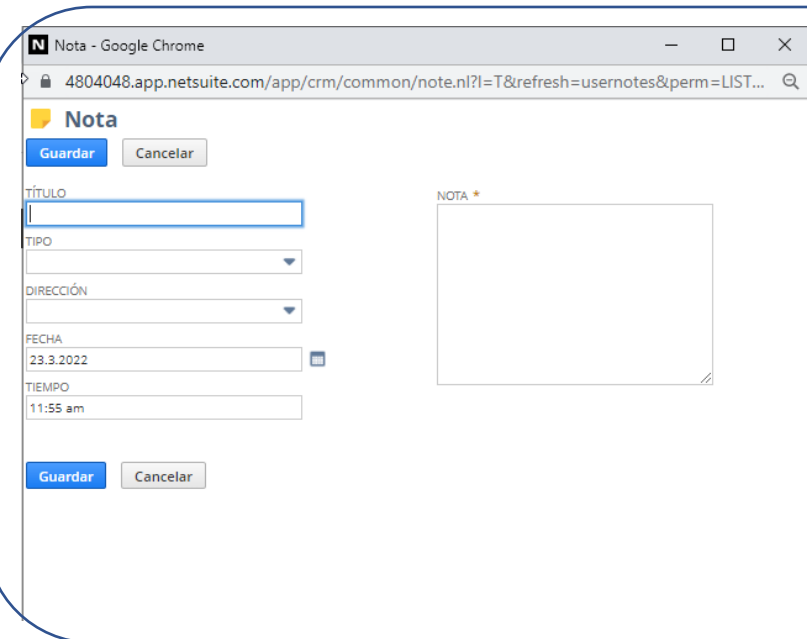 N Nota - Google Chrome
4804048.app.netsuite.com/app/crm/common/note.nl?l=T&refresh=usernotes&perm=LIST...
Nota
Guardar Cancelar
TÍTULO
NOTA *
TIPO
DIRECCIÓN
FECHA
23.3.2022
TIEMPO
11:55 am
Guardar Cancelar